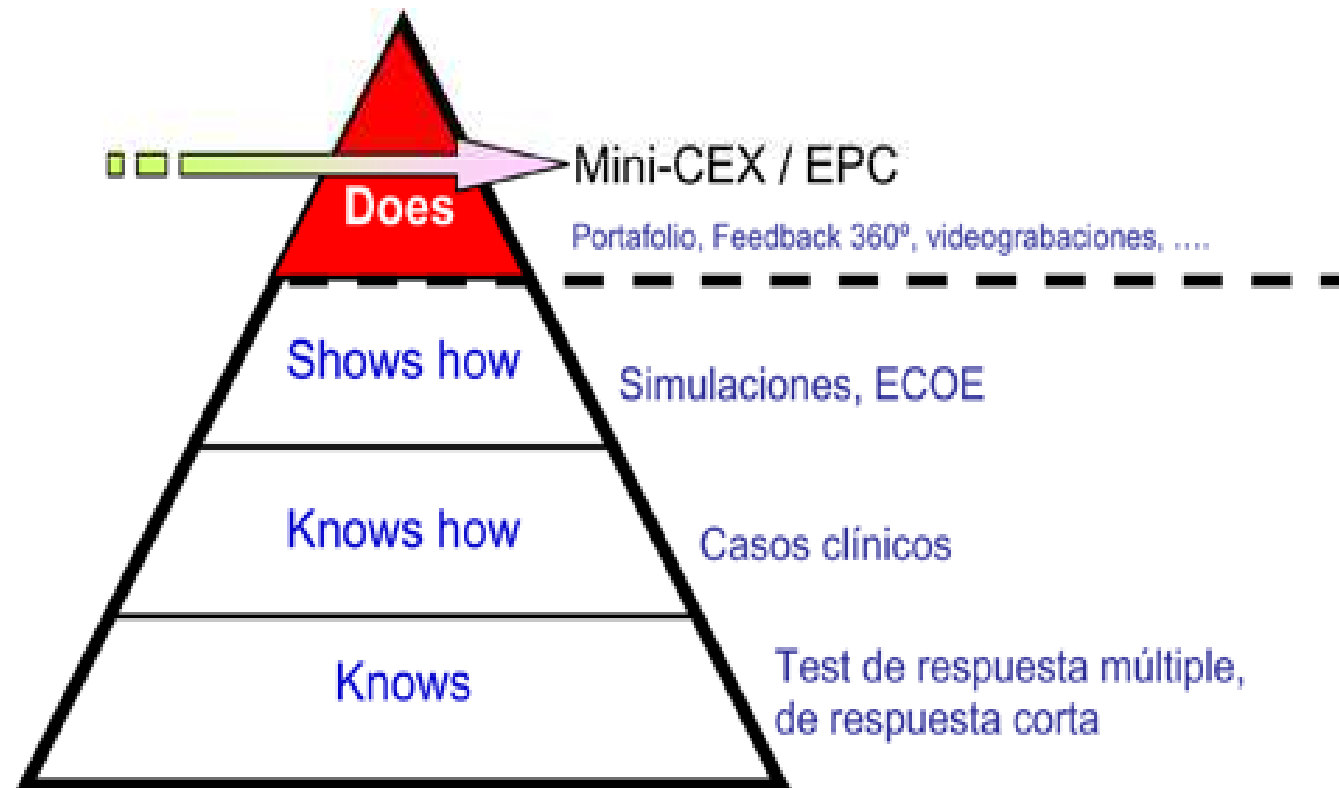 Mini-CEX / EPC
Does
Portafolio, Feedback 360º, videograbaciones, ....
Shows how
Simulaciones, ECOE
Knows how
Casos clínicos
Knows
Test de respuesta múltiple,
de respuesta corta